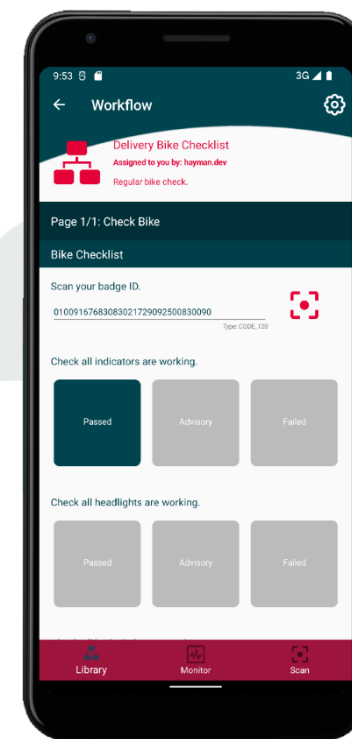 9:53
3G
Workflow
Delivery Bike Checklist
Assigned to you by: hayman.dev
Regular bike check.
Page 1/1: Check Bike
Bike Checklist
Scan your badge ID.
01009167683083021729092500830090
Type: CODE_128
Check all indicators are working.
Passed Advisory Failed
Check all headlights are working.
Passed Advisory Failed
Library Monitor Scan